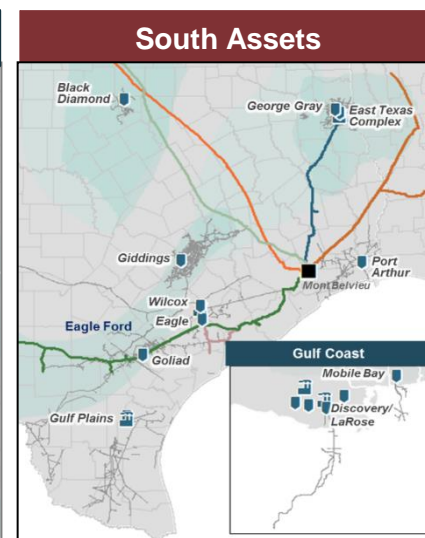 South Assets
Black
Diamond
George Gray
East Texas
Complex
Giddings
Port
Arthur
Mont Belvieu
Wilcox
Eagle
Eagle Ford
Goliad
Gulf Plains
Gulf Coast
Mobile Bay
Discovery/
LaRose